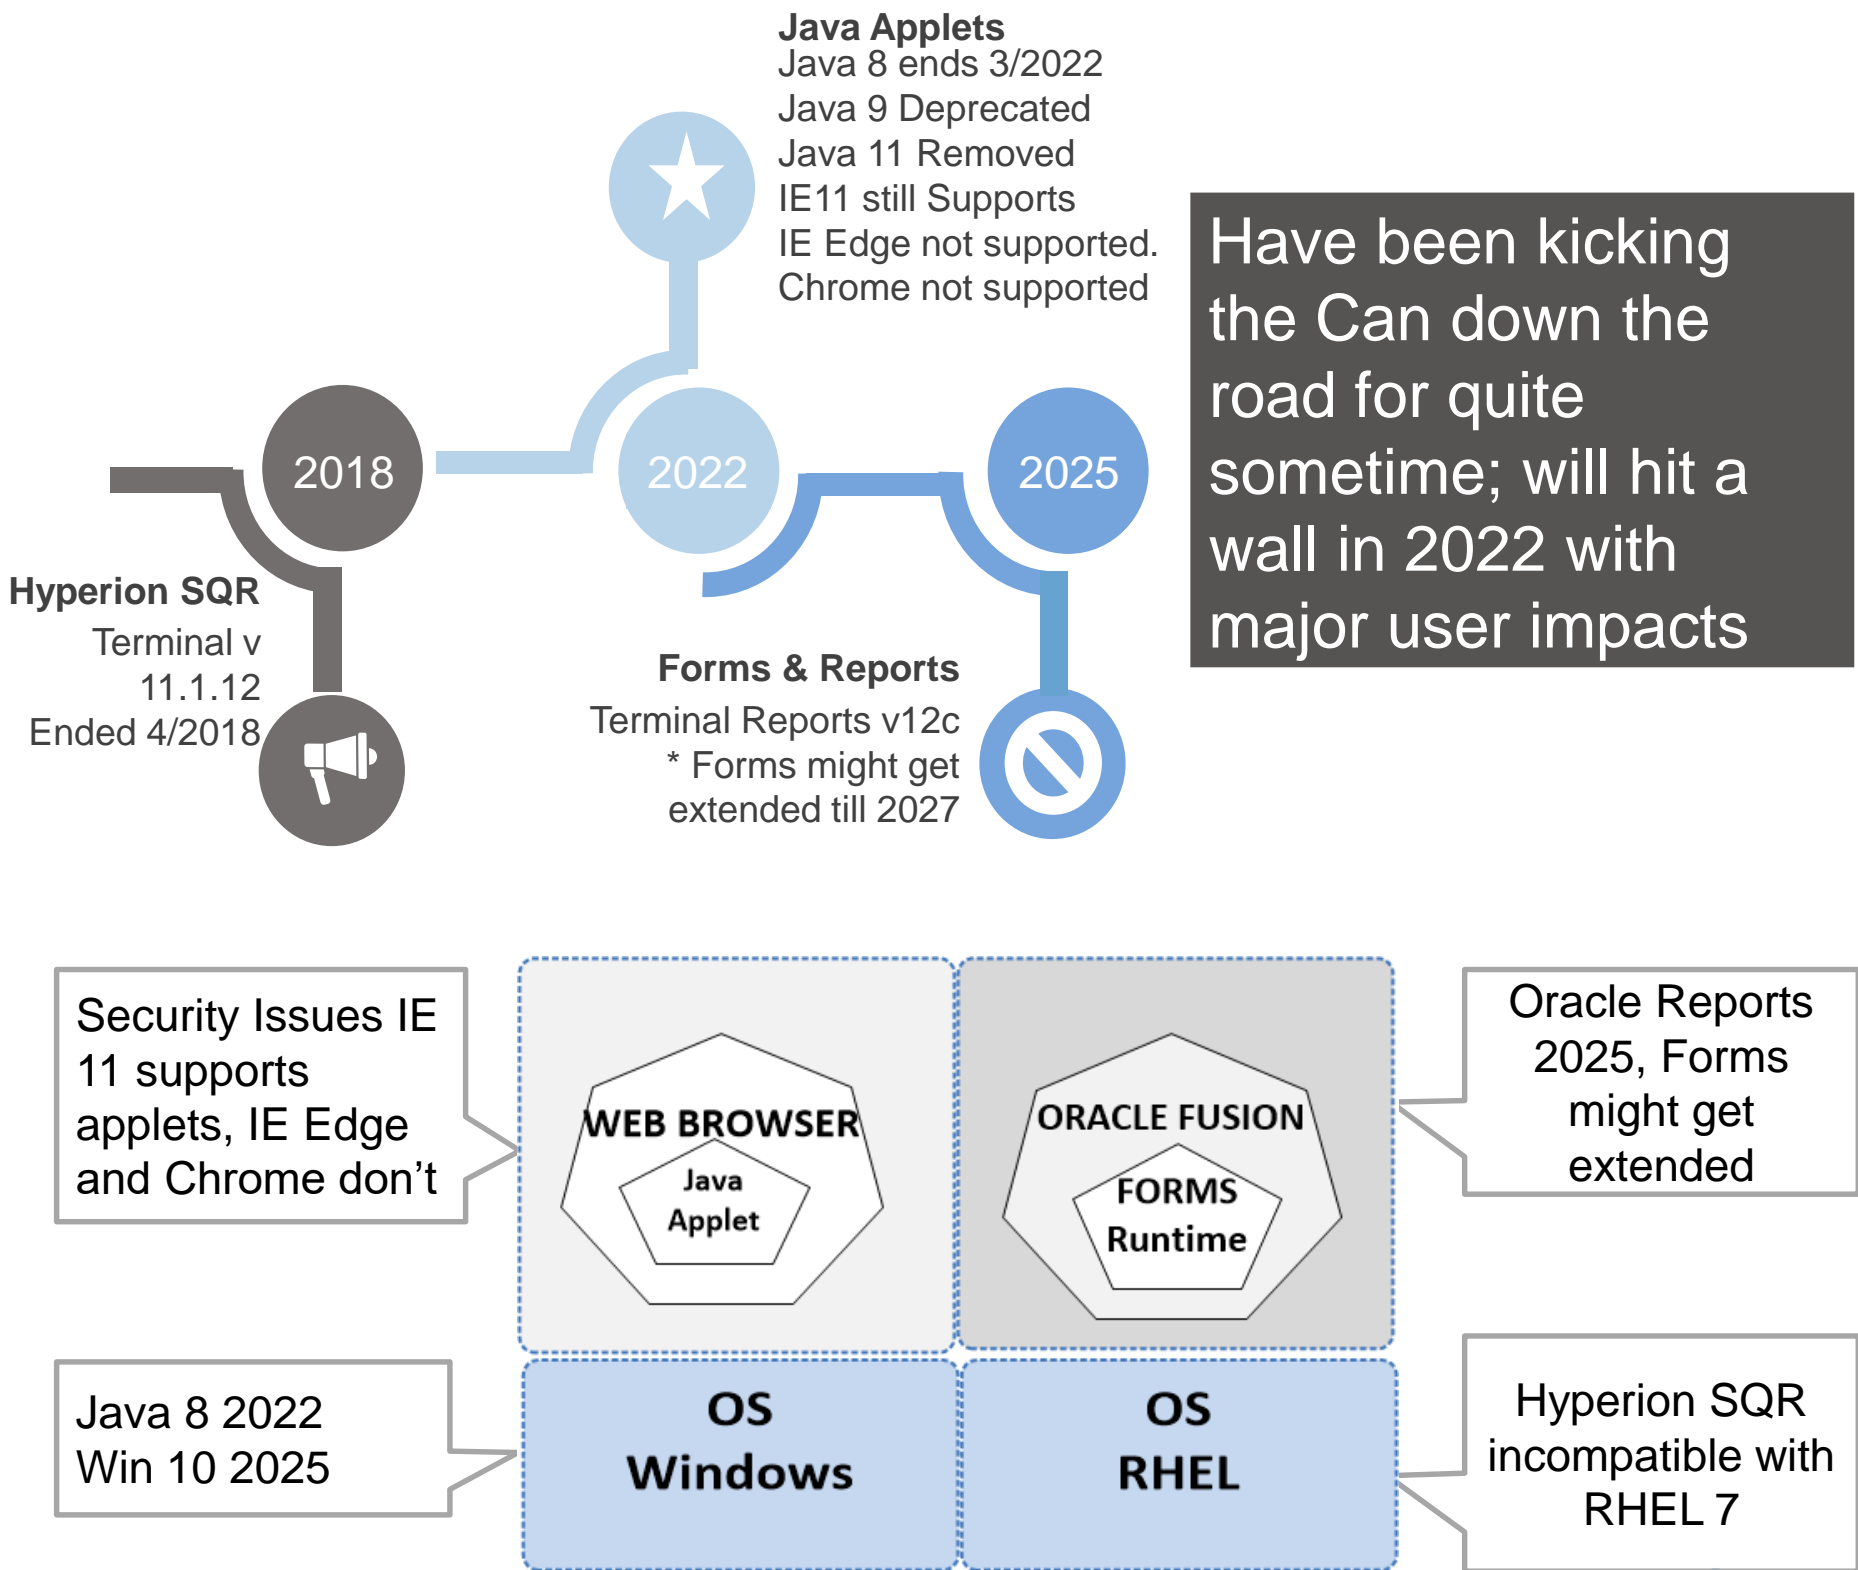 Java Applets
Java 8 ends 3/2022
Java 9 Deprecated
Java 11 Removed
IE11 still Supports
IE Edge not supported.
Chrome not supported
Have been kicking
the Can down the
road for quite
sometime; will hit a
wall in 2022 with
major user impacts
2018
2022
2025
Hyperion SQR
Terminal v
11.1.12
Ended 4/2018
Forms & Reports
Terminal Reports v12c
* Forms might get
extended till 2027
Security Issues IE
11 supports
applets, IE Edge
and Chrome don’t
WEB BROWSER
Java
Applet
ORACLE FUSION
FORMS
Runtime
Oracle Reports
2025, Forms
might get
extended
Java 8 2022
Win 10 2025
OS
Windows
OS
RHEL
Hyperion SQR
incompatible with
RHEL 7